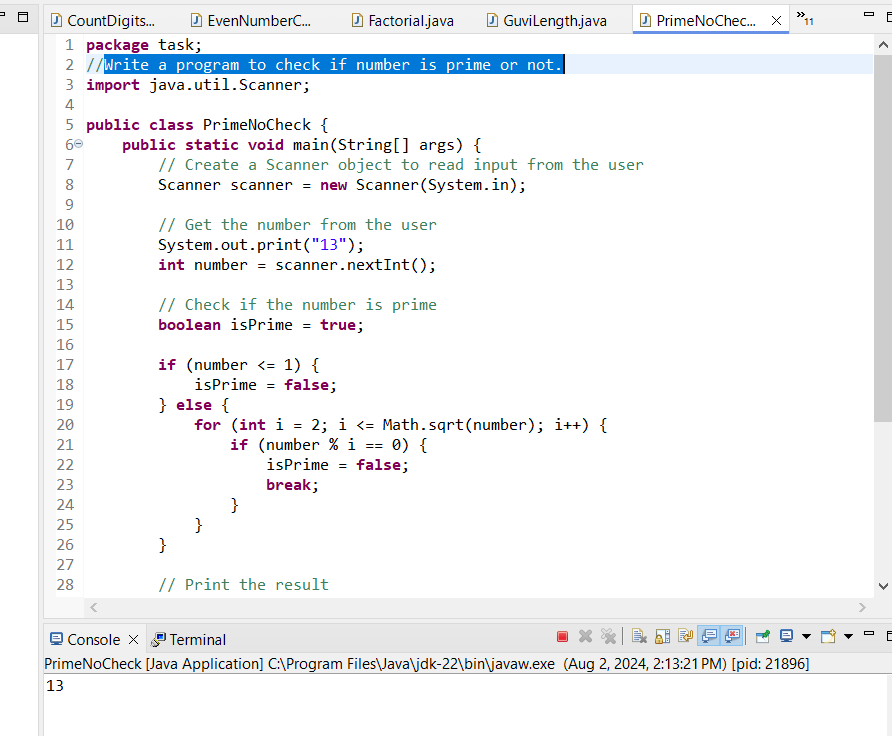 CountDigits... EvenNumberC... Factorial.java GuviLength.java PrimeNoChec... »11
1 package task;
2 //Write a program to check if number is prime or not.
3 import java.util.Scanner;
4
5 public class PrimeNoCheck {
6 public static void main(String[] args) {
7 // Create a Scanner object to read input from the user
8 Scanner scanner = new Scanner(System.in);
9
10 // Get the number from the user
11 System.out.print("13");
12 int number = scanner.nextInt();
13
14 // Check if the number is prime
15 boolean isPrime = true;
16
17 if (number <= 1) {
18 isPrime = false;
19 } else {
20 for (int i = 2; i <= Math.sqrt(number); i++) {
21 if (number % i == 0) {
22 isPrime = false;
23 break;
24 }
25 }
26 }
27
28 // Print the result
Console Terminal
PrimeNoCheck [Java Application] C:\Program Files\Java\jdk-22\bin\javaw.exe (Aug 2, 2024, 2:13:21 PM) [pid: 21896]
13